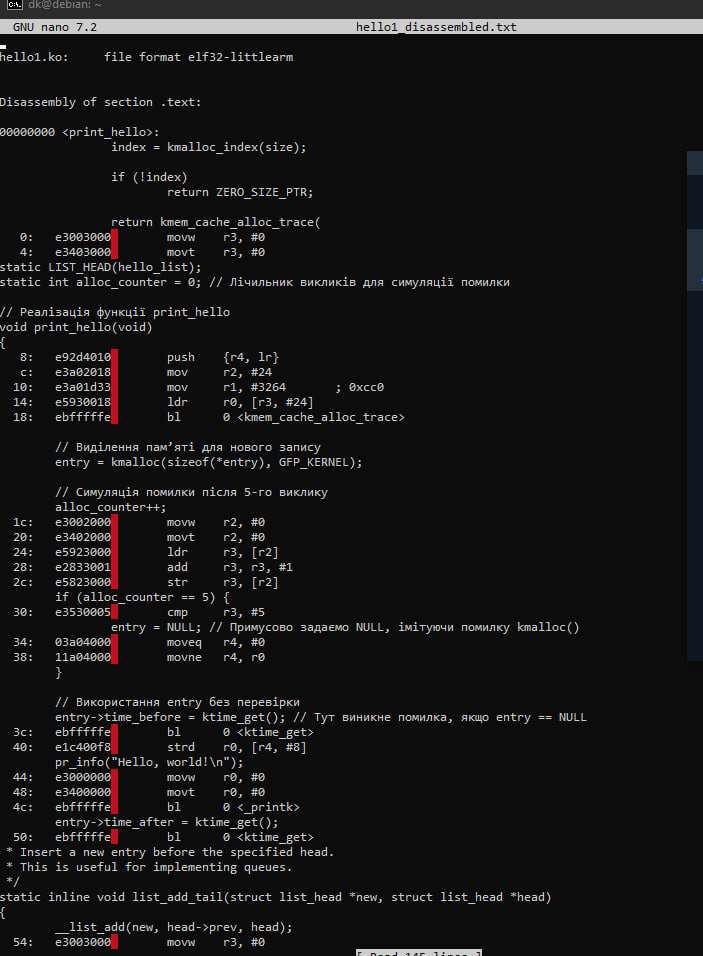 dk@debian: ~
GNU nano 7.2 hello1_disassembled.txt
hello1.ko:     file format elf32-littlearm
Disassembly of section .text:
00000000 <print_hello>:
index = kmalloc_index(size);
if (!index)
return ZERO_SIZE_PTR;
return kmem_cache_alloc_trace(
0: e3003000 movw r3, #0
4: e3403000 movt r3, #0
static LIST_HEAD(hello_list);
static int alloc_counter = 0; // Лічильник викликів для симуляції помилки
// Реалізація функції print_hello
void print_hello(void)
{
8: e92d4010 push {r4, lr}
c: e3a02018 mov r2, #24
10: e3a01d33 mov r1, #3264 ; 0xcc0
14: e5930018 ldr r0, [r3, #24]
18: ebfffffe bl 0 <kmem_cache_alloc_trace>
// Виділення пам’яті для нового запису
entry = kmalloc(sizeof(*entry), GFP_KERNEL);
// Симуляція помилки після 5-го виклику
alloc_counter++;
1c: e3002000 movw r2, #0
20: e3402000 movt r2, #0
24: e5923000 ldr r3, [r2]
28: e2833001 add r3, r3, #1
2c: e5823000 str r3, [r2]
if (alloc_counter == 5) {
30: e3530005 cmp r3, #5
entry = NULL; // Примусово задаємо NULL, імітуючи помилку kmalloc()
34: 03a04000 moveq r4, #0
38: 11a04000 movne r4, r0
}
// Використання entry без перевірки
entry->time_before = ktime_get(); // Тут виникне помилка, якщо entry == NULL
3c: ebfffffe bl 0 <ktime_get>
40: e1c400f8 strd r0, [r4, #8]
pr_info("Hello, world!\n");
44: e3000000 movw r0, #0
48: e3400000 movt r0, #0
4c: ebfffffe bl 0 <_printk>
entry->time_after = ktime_get();
50: ebfffffe bl 0 <ktime_get>
* Insert a new entry before the specified head.
* This is useful for implementing queues.
*/
static inline void list_add_tail(struct list_head *new, struct list_head *head)
{
__list_add(new, head->prev, head);
54: e3003000 movw r3, #0